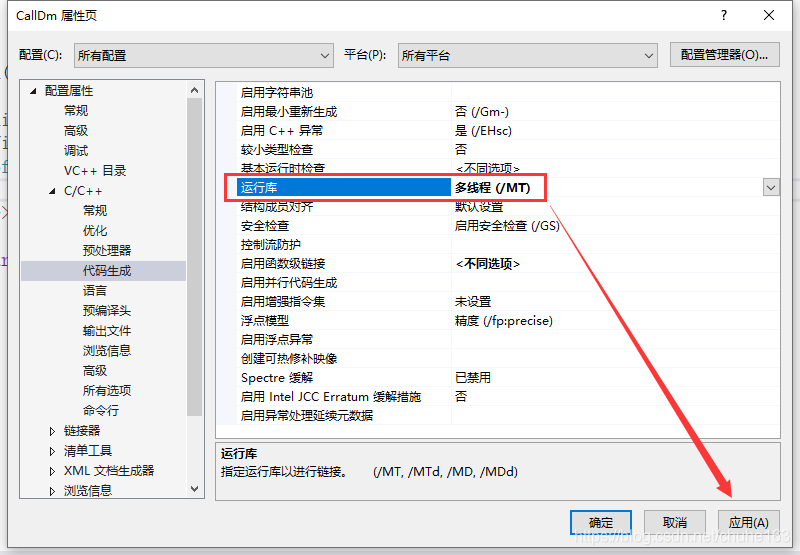 CallDm 属性页
配置(C): 所有配置 平台(P): 所有平台 配置管理器(O)...
配置属性
常规
高级
调试
VC++ 目录
C/C++
常规
优化
预处理器
代码生成
语言
预编译头
输出文件
浏览信息
高级
所有选项
命令行
链接器
清单工具
XML 文档生成器
浏览信息
启用字符串池
启用最小重新生成 否 (/Gm-)
启用 C++ 异常 是 (/EHsc)
较小类型检查 否
基本运行时检查 <不同选项>
运行库 多线程 (/MT)
结构成员对齐 默认设置
安全检查 启用安全检查 (/GS)
控制流防护
启用函数级链接 <不同选项>
启用并行代码生成
启用增强指令集 未设置
浮点模型 精度 (/fp:precise)
启用浮点异常
创建可热修补映像
Spectre 缓解 已禁用
启用 Intel JCC Erratum 缓解措施 否
启用异常处理延续元数据
运行库
指定运行库以进行链接。 (/MT, /MTd, /MD, /MDd)
确定 取消 应用(A)